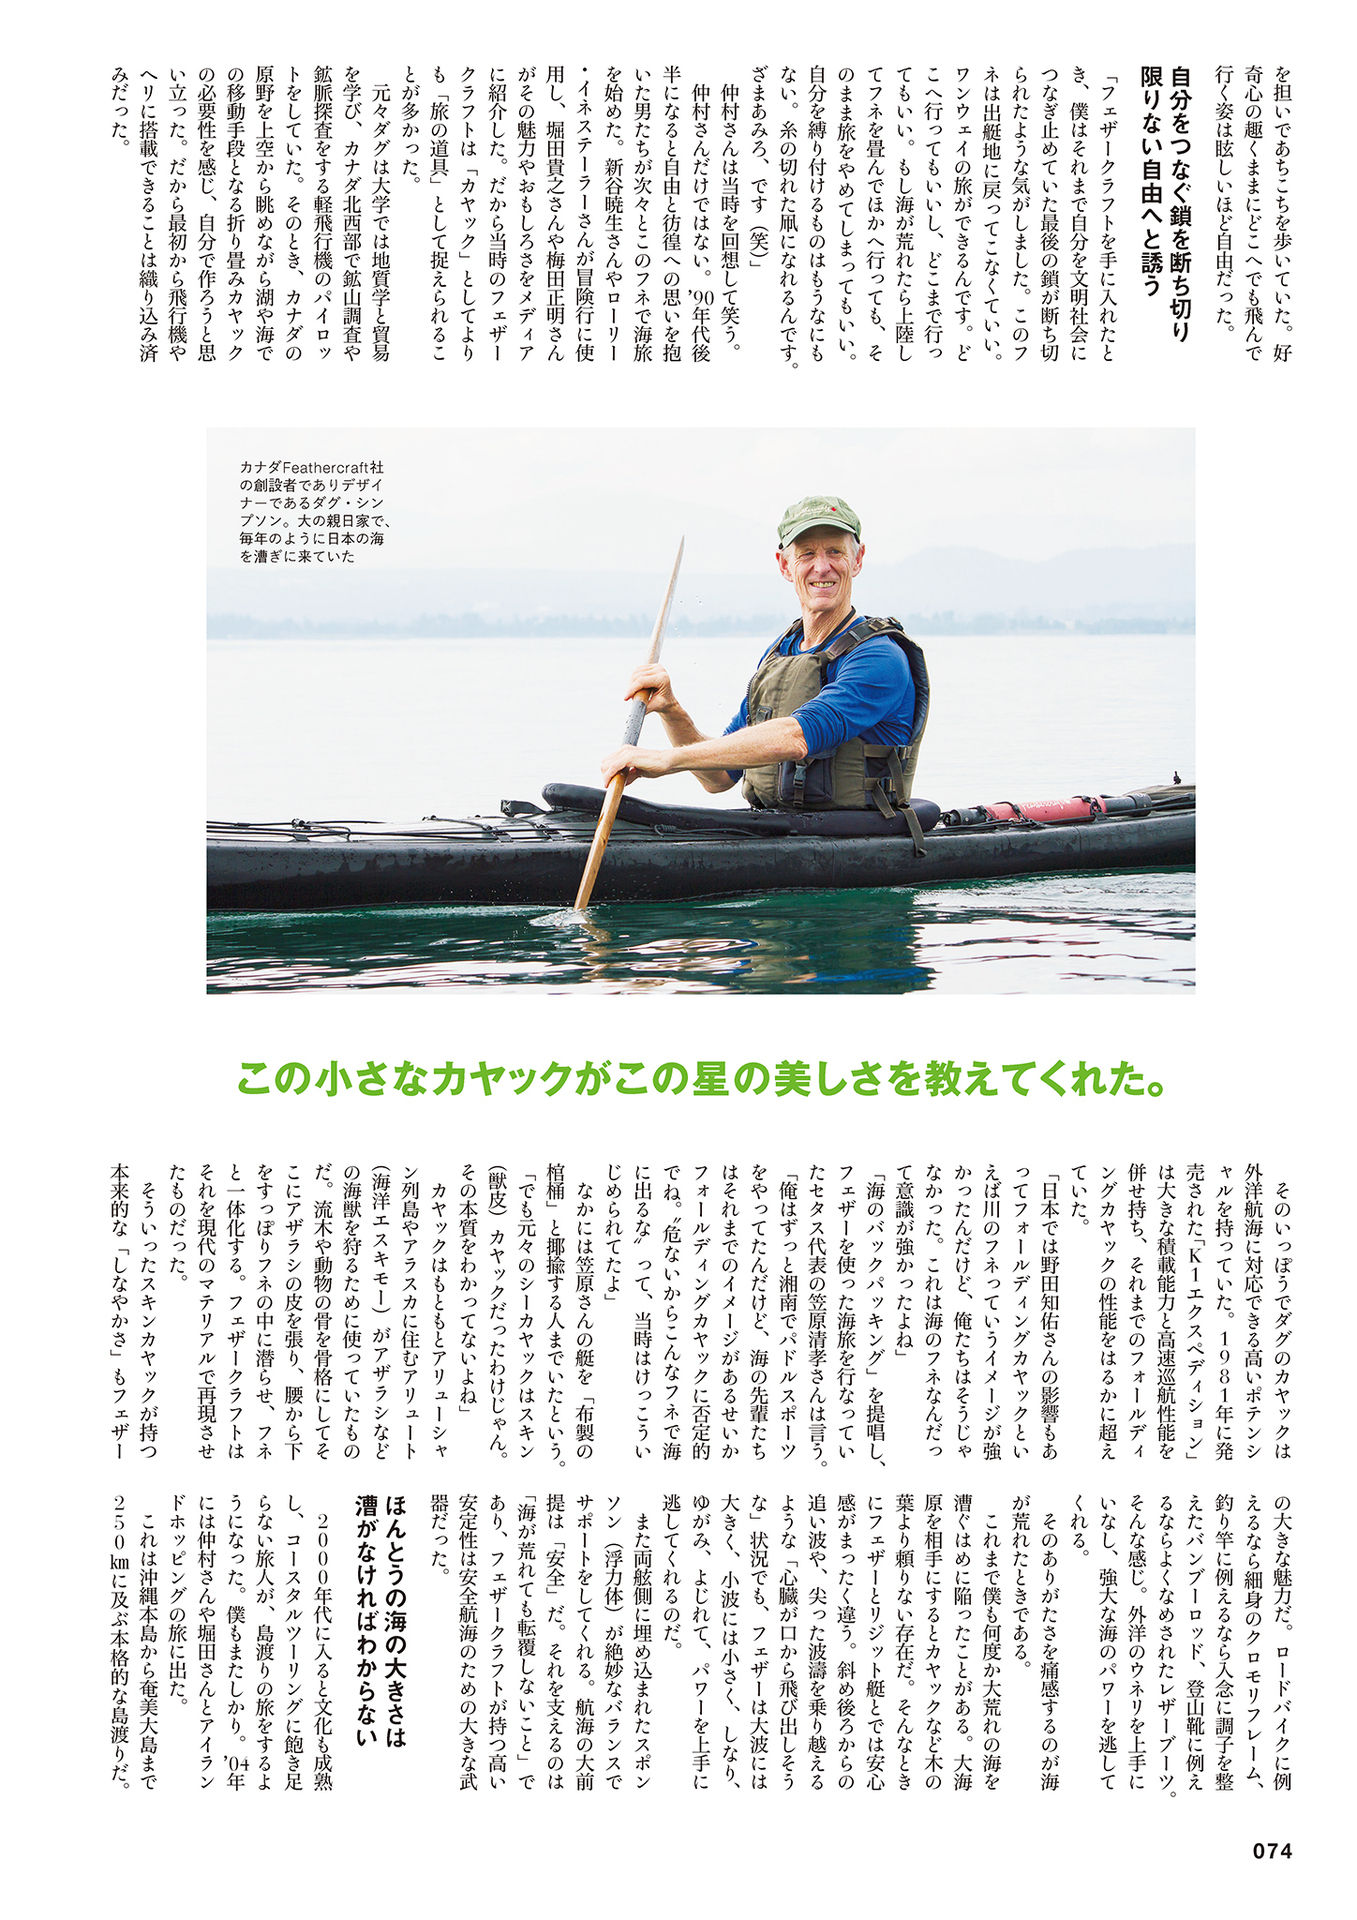 を担いであちこちを歩いていた。好
奇心の趣くままにどこへでも飛んで
行く姿は眩しいほど自由だった。
自分をつなぐ鎖を断ち切り
限りない自由へと誘う
「フェザークラフトを手に入れたと
き、僕はそれまで自分を文明社会に
つなぎ止めていた最後の鎖が断ち切
られたような気がしました。このフ
ネは出艇地に戻ってこなくていい。
ワンウェイの旅ができるんです。ど
こへ行ってもいいし、どこまで行っ
てもいい。もし海が荒れたら上陸し
てフネを畳んでほかへ行っても、そ
のまま旅をやめてしまってもいい。
自分を縛り付けるものはもうなにも
ない。糸の切れた凧になれるんです。
ざまあみろ、です（笑）」
仲村さんは当時を回想して笑う。
仲村さんだけではない。’90年代後
半になると自由と彷徨への思いを抱
いた男たちが次々とこのフネで海旅
を始めた。新谷暁生さんやローリー
・イネステーラーさんが冒険行に使
用し、堀田貴之さんや梅田正明さん
がその魅力やおもしろさをメディア
に紹介した。だから当時のフェザー
クラフトは「カヤック」としてより
も「旅の道具」として捉えられるこ
とが多かった。
元々ダグは大学では地質学と貿易
を学び、カナダ北西部で鉱山調査や
鉱脈探査をする軽飛行機のパイロッ
トをしていた。そのとき、カナダの
原野を上空から眺めながら湖や海で
の移動手段となる折り畳みカヤック
の必要性を感じ、自分で作ろうと思
い立った。だから最初から飛行機や
ヘリに搭載できることは織り込み済
みだった。
カナダFeathercraft社
の創設者でありデザイ
ナーであるダグ・シン
プソン。大の親日家で、
毎年のように日本の海
を漕ぎに来ていた
この小さなカヤックがこの星の美しさを教えてくれた。
そのいっぽうでダグのカヤックは
外洋航海に対応できる高いポテンシ
ャルを持っていた。1981年に発
売された「K1エクスペディション」
は大きな積載能力と高速巡航性能を
併せ持ち、それまでのフォールディ
ングカヤックの性能をはるかに超え
ていた。
「日本では野田知佑さんの影響もあ
ってフォールディングカヤックとい
えば川のフネっていうイメージが強
かったんだけど、俺たちはそうじゃ
なかった。これは海のフネなんだっ
て意識が強かったよね」
「海のバックパッキング」を提唱し、
フェザーを使った海旅を行なってい
たセタス代表の笠原清孝さんは言う。
「俺はずっと湘南でパドルスポーツ
をやってたんだけど、海の先輩たち
はそれまでのイメージがあるせいか
フォールディングカヤックに否定的
でね。〝危ないからこんなフネで海
に出るな〟って、当時はけっこうい
じめられてたよ」
なかには笠原さんの艇を「布製の
棺桶」と揶揄する人までいたという。
「でも元々のシーカヤックはスキン
（獣皮）カヤックだったわけじゃん。
その本質をわかってないよね」
カヤックはもともとアリューシャ
ン列島やアラスカに住むアリュート
（海洋エスキモー）がアザラシなど
の海獣を狩るために使っていたもの
だ。流木や動物の骨を骨格にしてそ
こにアザラシの皮を張り、腰から下
をすっぽりフネの中に潜らせ、フネ
と一体化する。フェザークラフトは
それを現代のマテリアルで再現させ
たものだった。
そういったスキンカヤックが持つ
本来的な「しなやかさ」もフェザー
の大きな魅力だ。ロードバイクに例
えるなら細身のクロモリフレーム、
釣り竿に例えるなら入念に調子を整
えたバンブーロッド、登山靴に例え
るならよくなめされたレザーブーツ。
そんな感じ。外洋のウネリを上手に
いなし、強大な海のパワーを逃して
くれる。
そのありがたさを痛感するのが海
が荒れたときである。
これまで僕も何度か大荒れの海を
漕ぐはめに陥ったことがある。大海
原を相手にするとカヤックなど木の
葉より頼りない存在だ。そんなとき
にフェザーとリジット艇とでは安心
感がまったく違う。斜め後ろからの
追い波や、尖った波濤を乗り越える
ような「心臓が口から飛び出しそう
な」状況でも、フェザーは大波には
大きく、小波には小さく、しなり、
ゆがみ、よじれて、パワーを上手に
逃してくれるのだ。
また両舷側に埋め込まれたスポン
ソン（浮力体）が絶妙なバランスで
サポートをしてくれる。航海の大前
提は「安全」だ。それを支えるのは
「海が荒れても転覆しないこと」で
あり、フェザークラフトが持つ高い
安定性は安全航海のための大きな武
器だった。
ほんとうの海の大きさは
漕がなければわからない
2000年代に入ると文化も成熟
し、コースタルツーリングに飽き足
らない旅人が、島渡りの旅をするよ
うになった。僕もまたしかり。’04年
には仲村さんや堀田さんとアイラン
ドホッピングの旅に出た。
これは沖縄本島から奄美大島まで
250㎞に及ぶ本格的な島渡りだ。
074